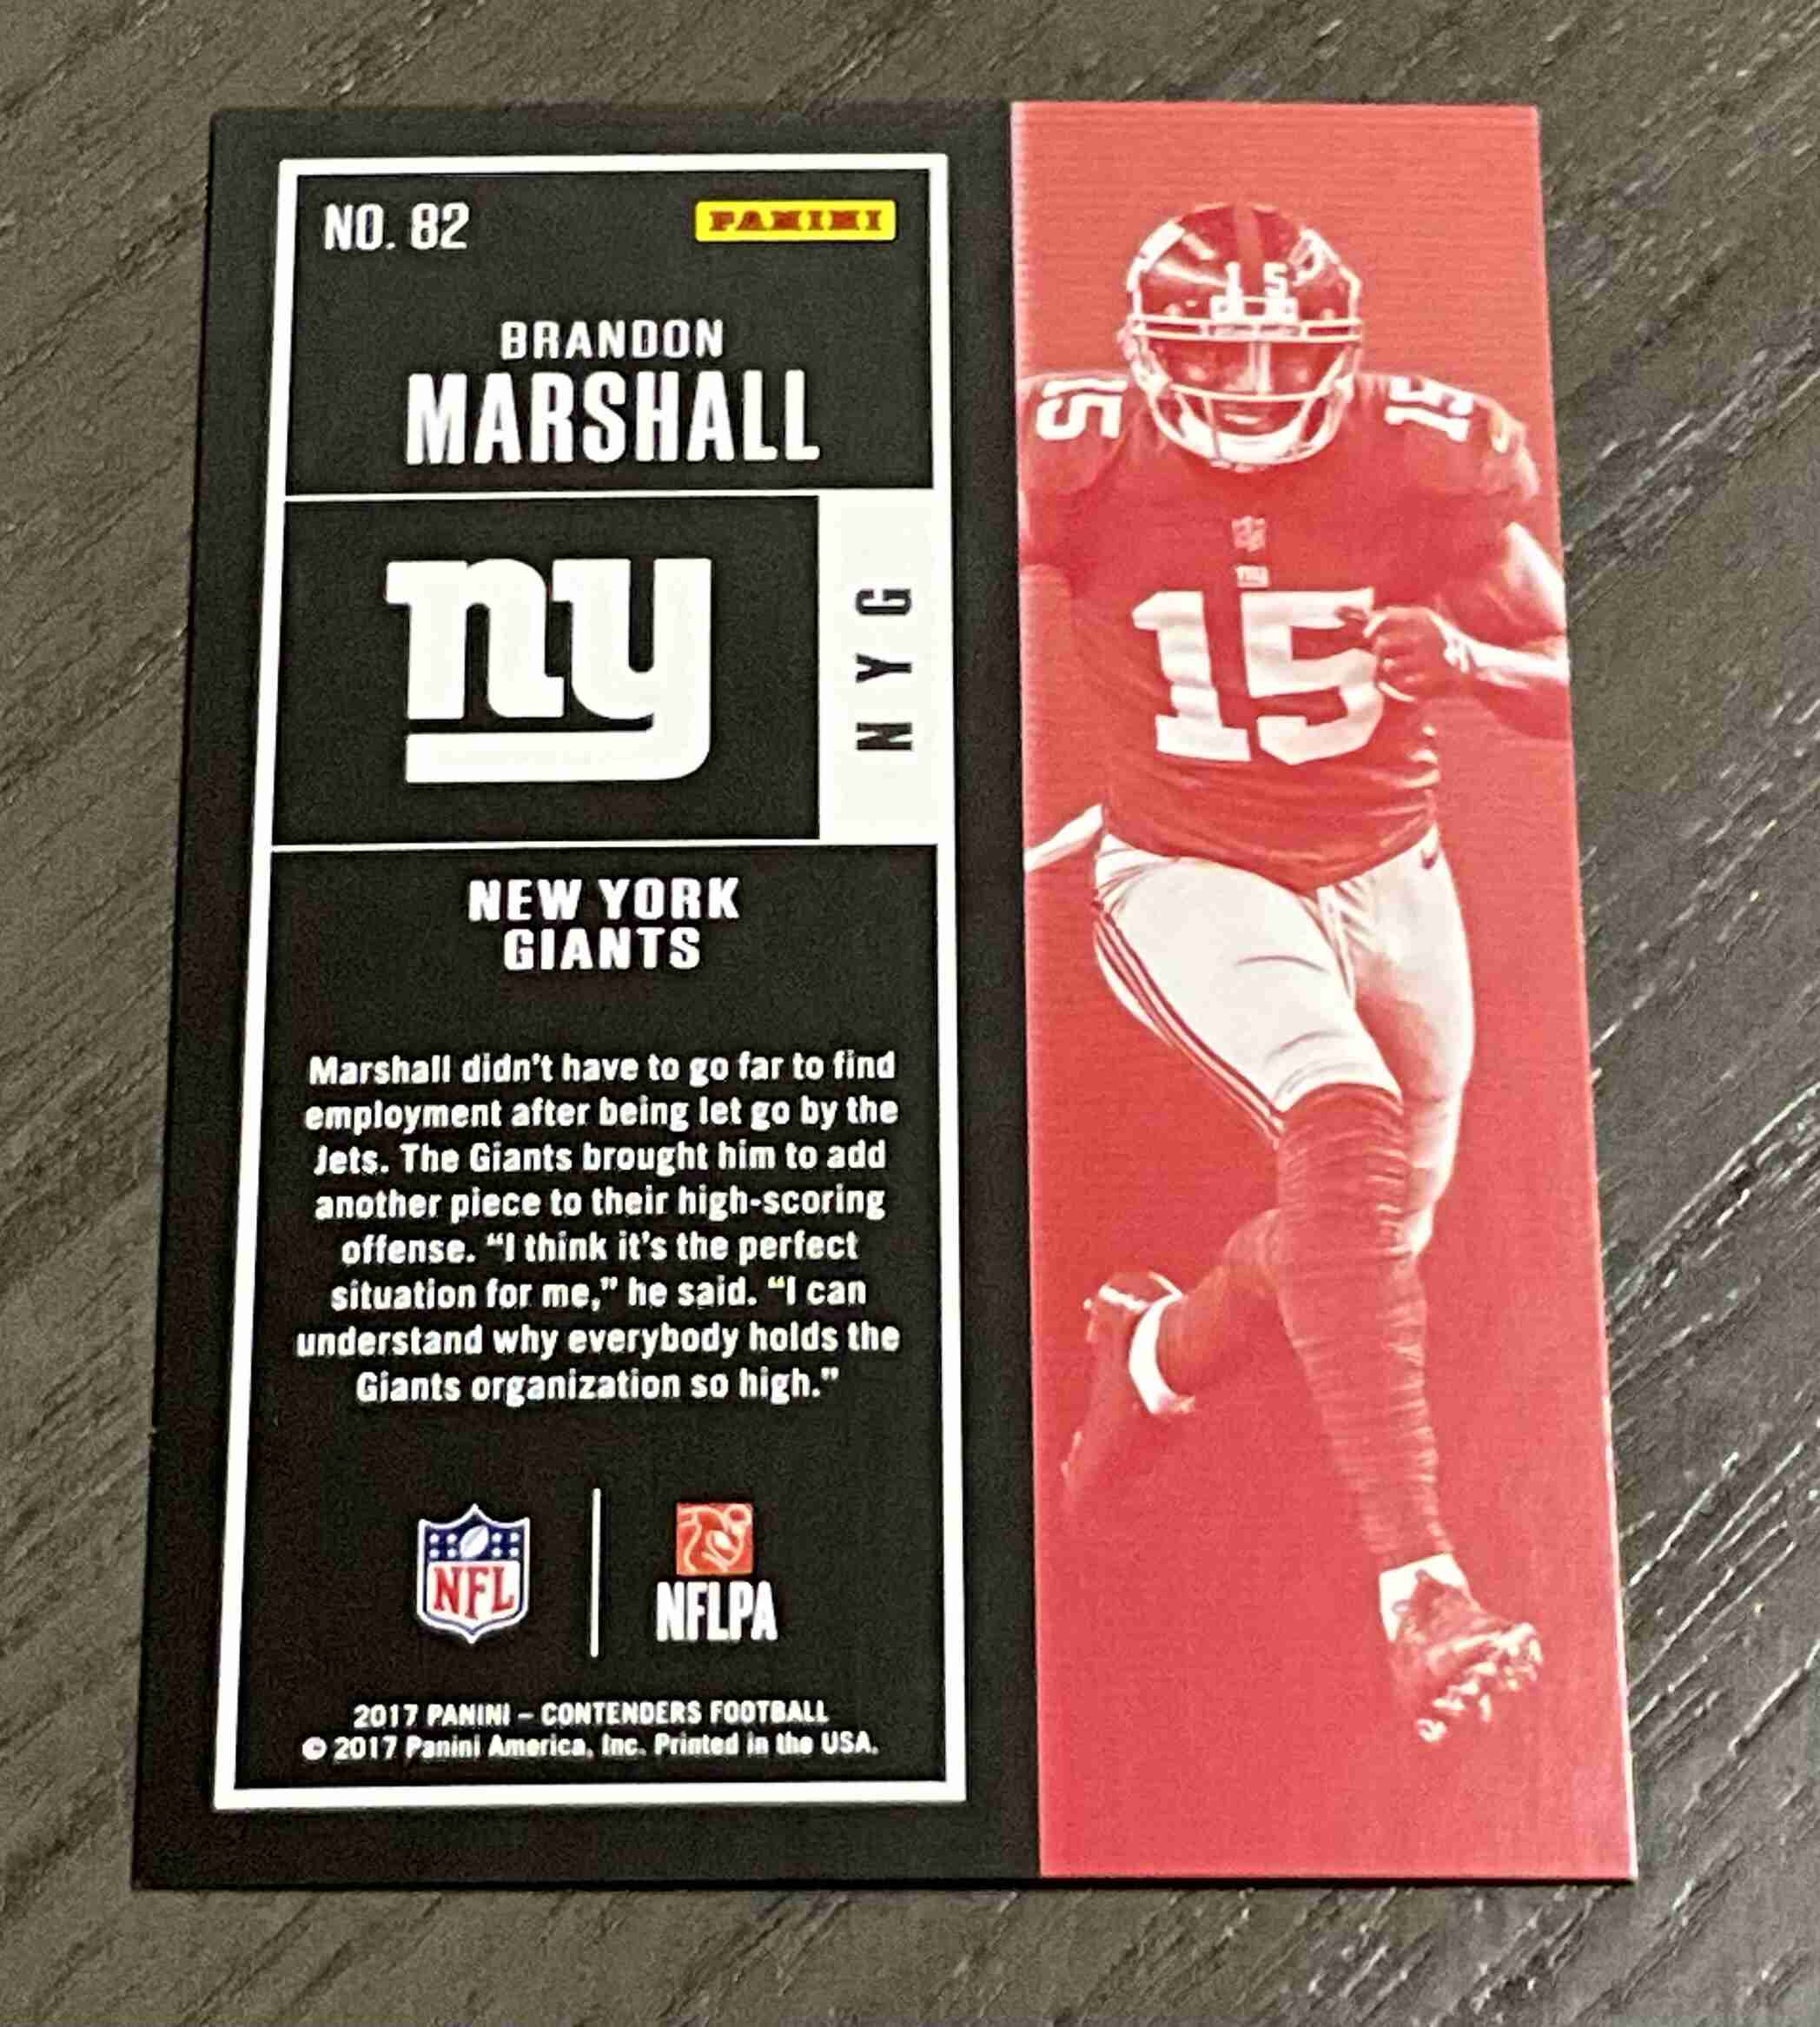 NO. 82
PANINI
BRANDON
MARSHALL
ny
NYG
NEW YORK
GIANTS
Marshall didn't have to go far to find
employment after being let go by the
Jets. The Giants brought him to add
another piece to their high-scoring
offense. “I think it's the perfect
situation for me,” he said. “I can
understand why everybody holds the
Giants organization so high.”
NFL
NFLPA
2017 PANINI – CONTENDERS FOOTBALL
© 2017 Panini America, Inc. Printed in the USA.
15
15
15
15